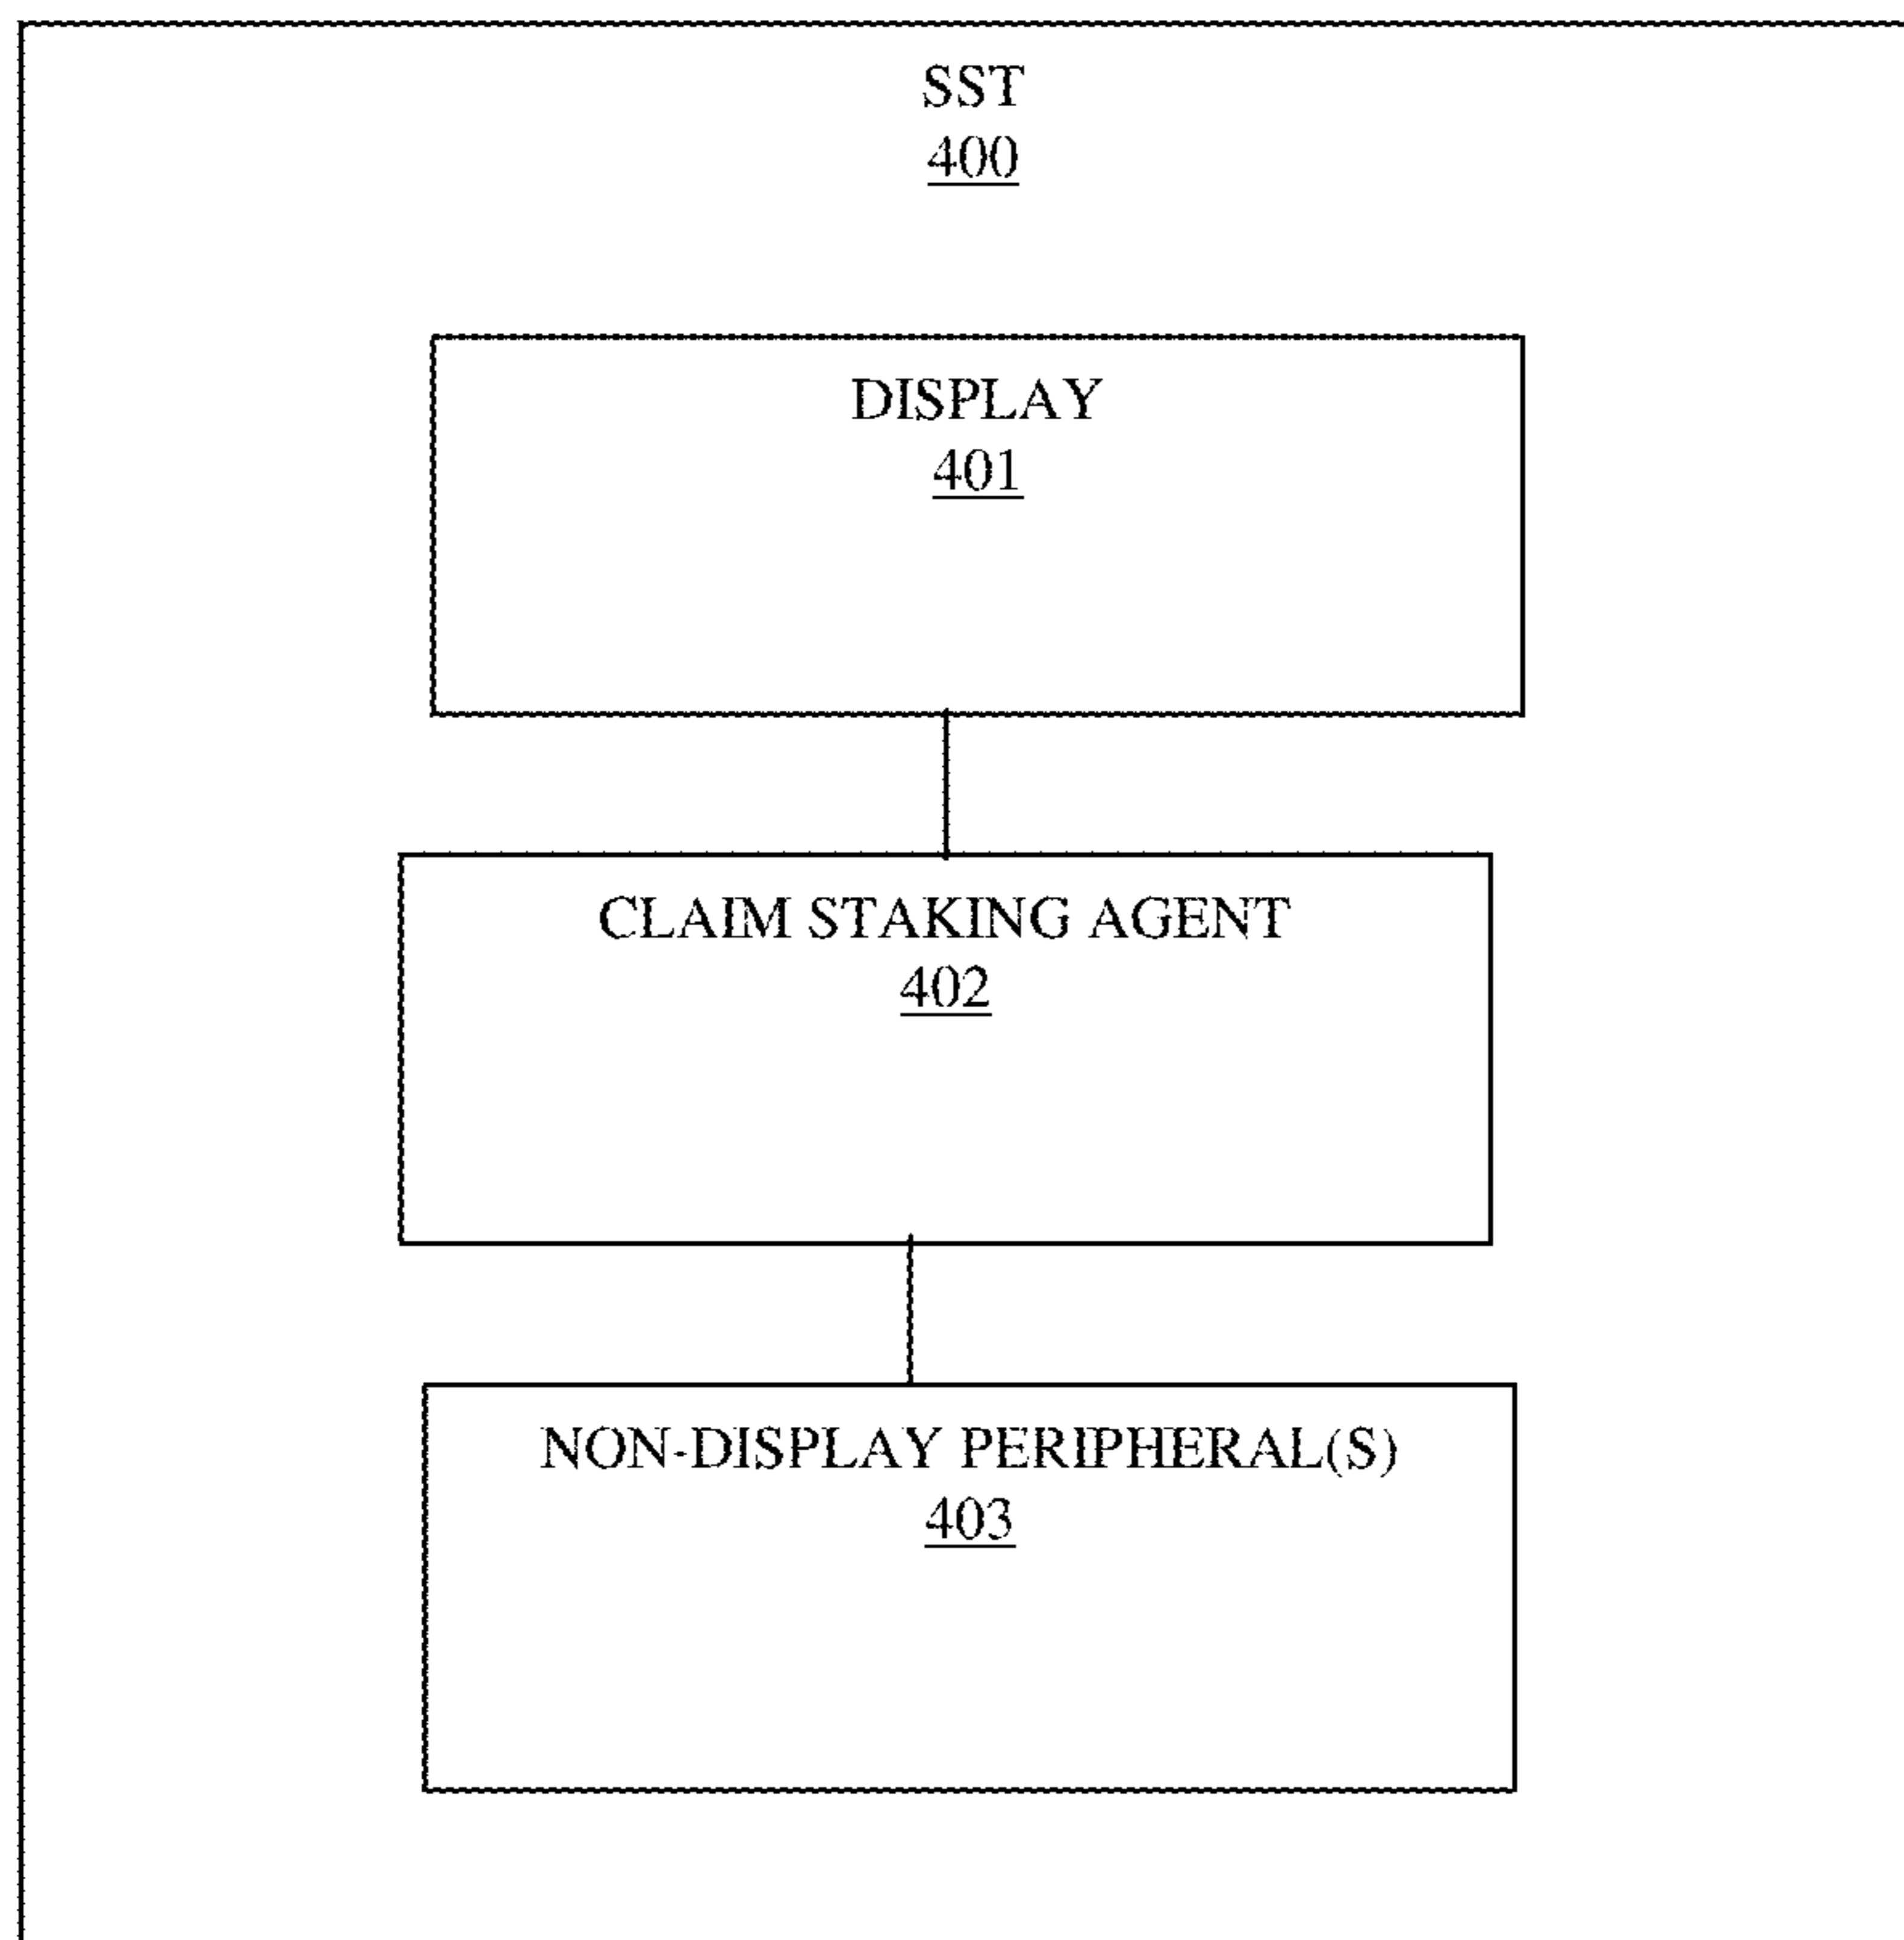 SST
400
DISPLAY
401
CLAIM STAKING AGENT
402
NON-DISPLAY PERIPHERAL(S)
403